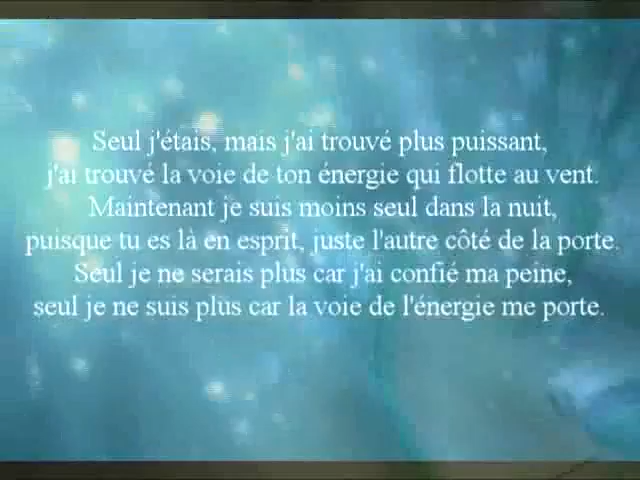 Seul j'étais, mais j'ai trouvé plus puissant,
j'ai trouvé la voie de ton énergie qui flotte au vent.
Maintenant je suis moins seul dans la nuit,
puisque tu es là en esprit, juste l'autre côté de la porte.
Seul je ne serais plus car j'ai confié ma peine,
seul je ne suis plus car la voie de l'énergie me porte.